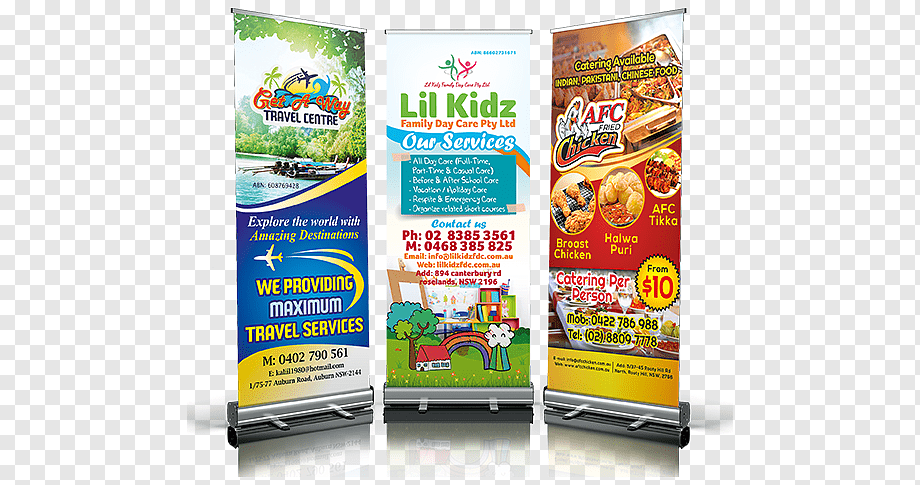 Get-A-Way
TRAVEL CENTRE
ABN: 608769428
Explore the world with
Amazing Destinations
WE PROVIDING
MAXIMUM
TRAVEL SERVICES
M: 0402 790 561
E: kahil1980@hotmail.com
1/75-77 Auburn Road, Auburn NSW-2144
ABN: 86602731871
Lil Kidz Family Day Care Pty Ltd.
Lil Kidz
Family Day Care Pty Ltd
Our Services
- All Day Care (Full-Time,
Part-Time & Casual Care)
- Before & After School Care
- Vacation / Holiday Care
- Respite & Emergency Care
- Organize related short courses
Contact us
Ph: 02 8385 3561
M: 0468 385 825
Email: info@lilkidzfdc.com.au
Web: lilkidzfdc.com.au
Add: 894 canterbury rd
roselands, NSW 2196
Catering Available
INDIAN, PAKISTANI, CHINESE FOOD
AFC
FRIED
Chicken
AFC
Tikka
Broast
Chicken
Halwa
Puri
From
$10
Catering Per
Person
Mob: 0422 786 988
Tel: (02) 8809 7778
E-mail: info@afchicken.com.au
Web: www.afchicken.com.au
Add: 7/37-45 Rooty Hill Rd
North, Rooty Hill, NSW, 2766